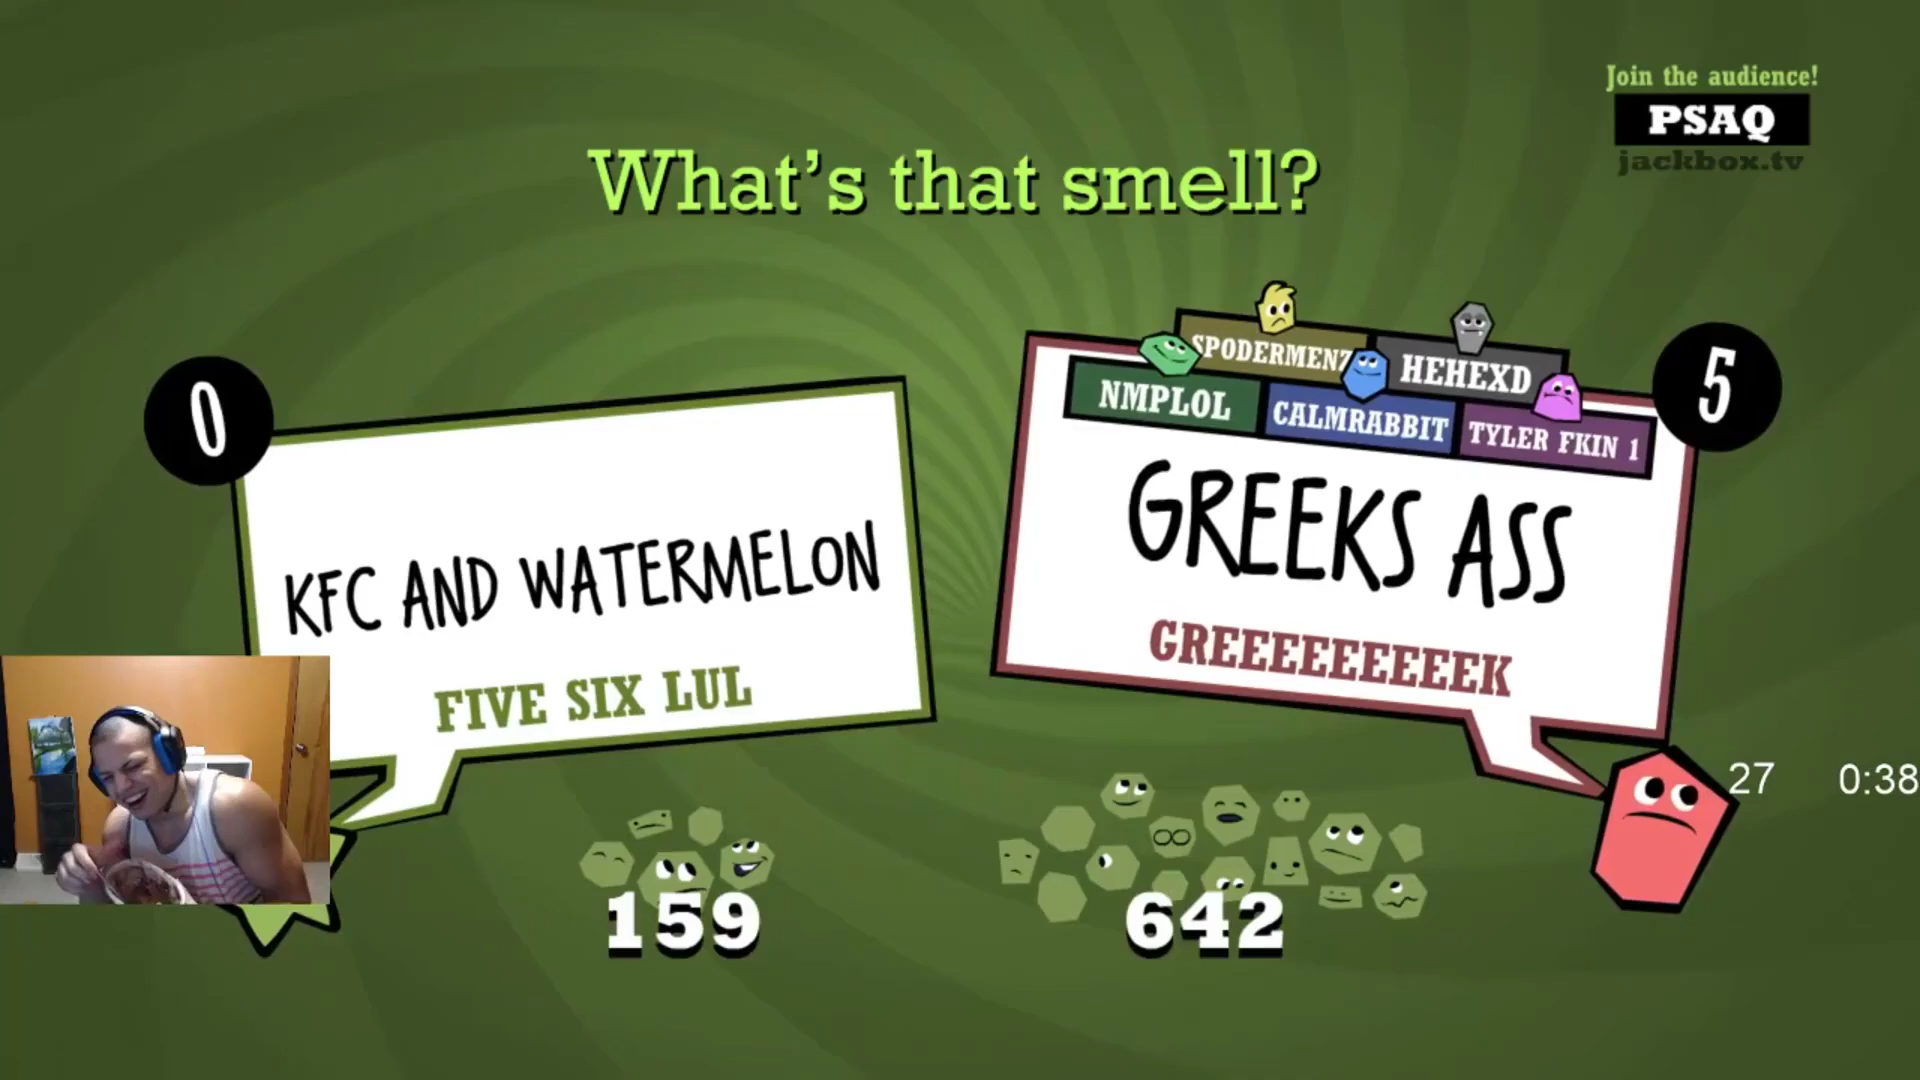 Join the audience!
PSAQ
jackbox.tv
What's that smell?
SPODERMENZ
HEHEXD
NMPLOL
CALMRABBIT
TYLER FKIN 1
0
5
KFC AND WATERMELON
FIVE SIX LUL
GREEKS ASS
GREEEEEEEEEEK
27
0:38
159
642